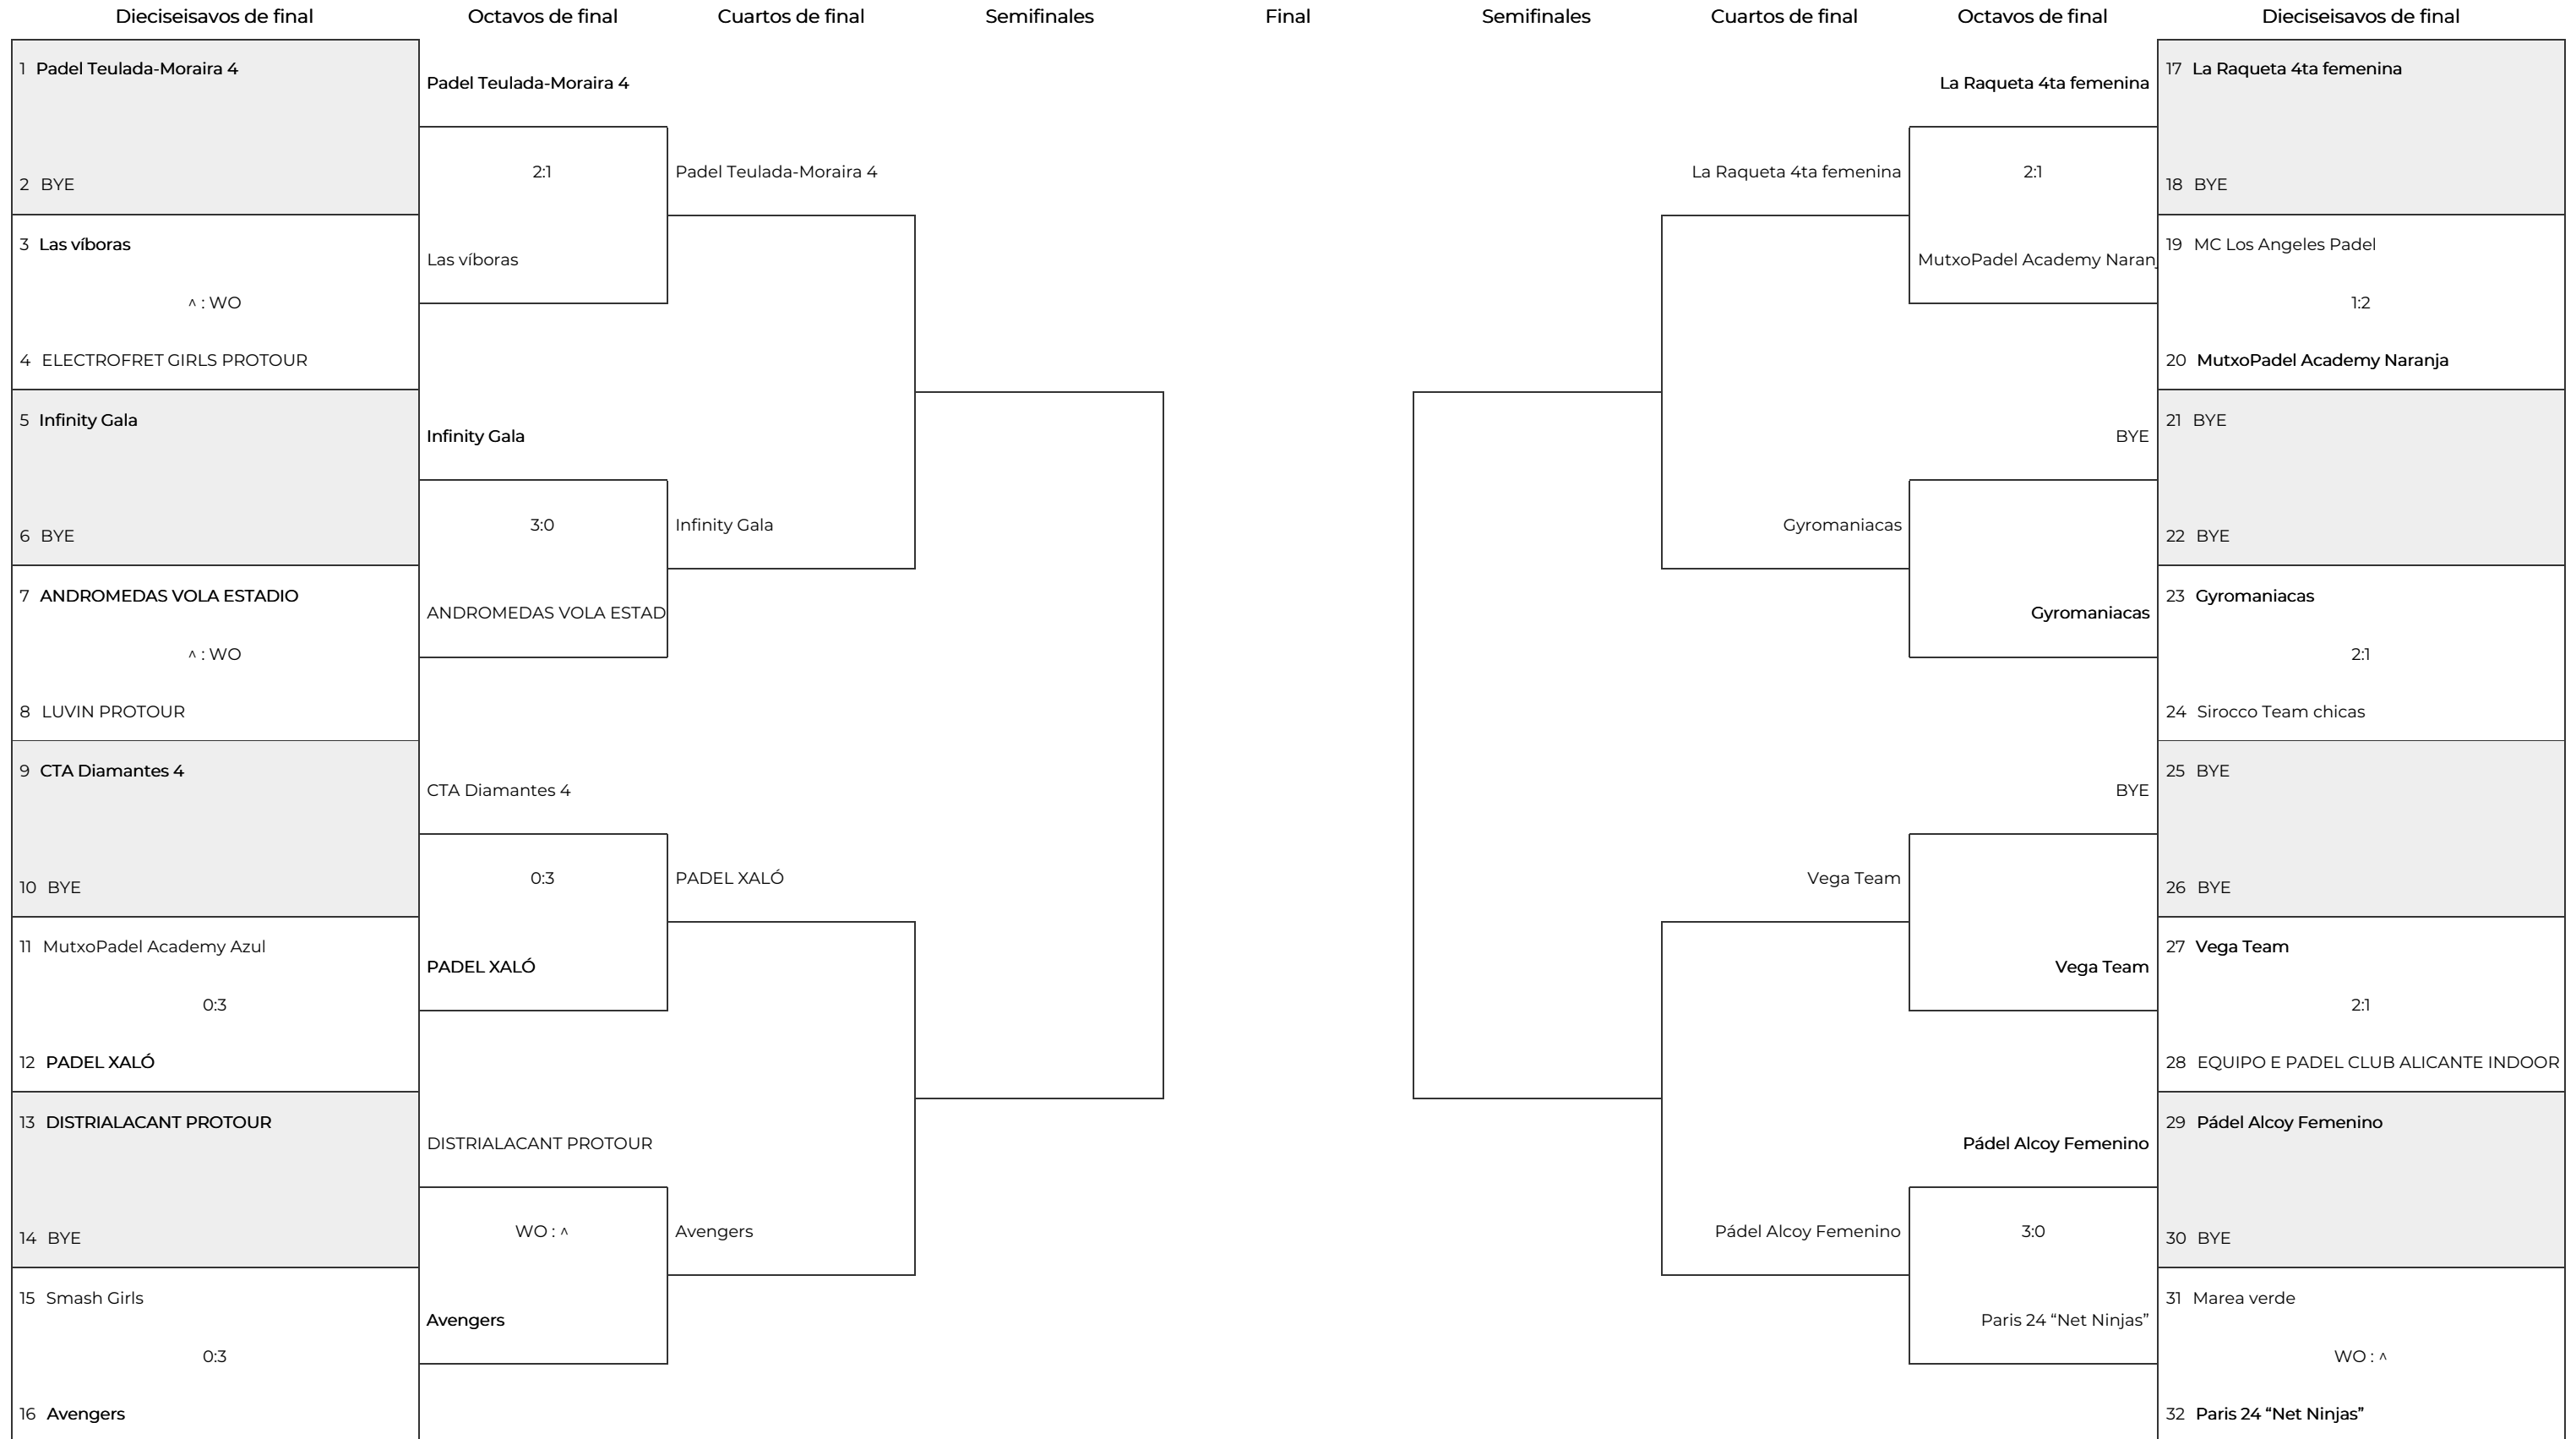 Dieciseisavos de final
Octavos de final
Cuartos de final
Semifinales
Final
Semifinales
Cuartos de final
Octavos de final
Dieciseisavos de final
1 Padel Teulada-Moraira 4
2 BYE
3 Las víboras
^ : WO
4 ELECTROFRET GIRLS PROTOUR
5 Infinity Gala
6 BYE
7 ANDROMEDAS VOLA ESTADIO
^ : WO
8 LUVIN PROTOUR
9 CTA Diamantes 4
10 BYE
11 MutxoPadel Academy Azul
0:3
12 PADEL XALÓ
13 DISTRIALACANT PROTOUR
14 BYE
15 Smash Girls
0:3
16 Avengers
Padel Teulada-Moraira 4
2:1
Las víboras
Infinity Gala
3:0
ANDROMEDAS VOLA ESTAD
CTA Diamantes 4
0:3
PADEL XALÓ
DISTRIALACANT PROTOUR
WO : ^
Avengers
Padel Teulada-Moraira 4
Infinity Gala
PADEL XALÓ
Avengers
La Raqueta 4ta femenina
Gyromaniacas
Vega Team
Pádel Alcoy Femenino
La Raqueta 4ta femenina
2:1
MutxoPadel Academy Naranj
BYE
Gyromaniacas
BYE
Vega Team
Pádel Alcoy Femenino
3:0
Paris 24 “Net Ninjas”
17 La Raqueta 4ta femenina
18 BYE
19 MC Los Angeles Padel
1:2
20 MutxoPadel Academy Naranja
21 BYE
22 BYE
23 Gyromaniacas
2:1
24 Sirocco Team chicas
25 BYE
26 BYE
27 Vega Team
2:1
28 EQUIPO E PADEL CLUB ALICANTE INDOOR
29 Pádel Alcoy Femenino
30 BYE
31 Marea verde
WO : ^
32 Paris 24 “Net Ninjas”